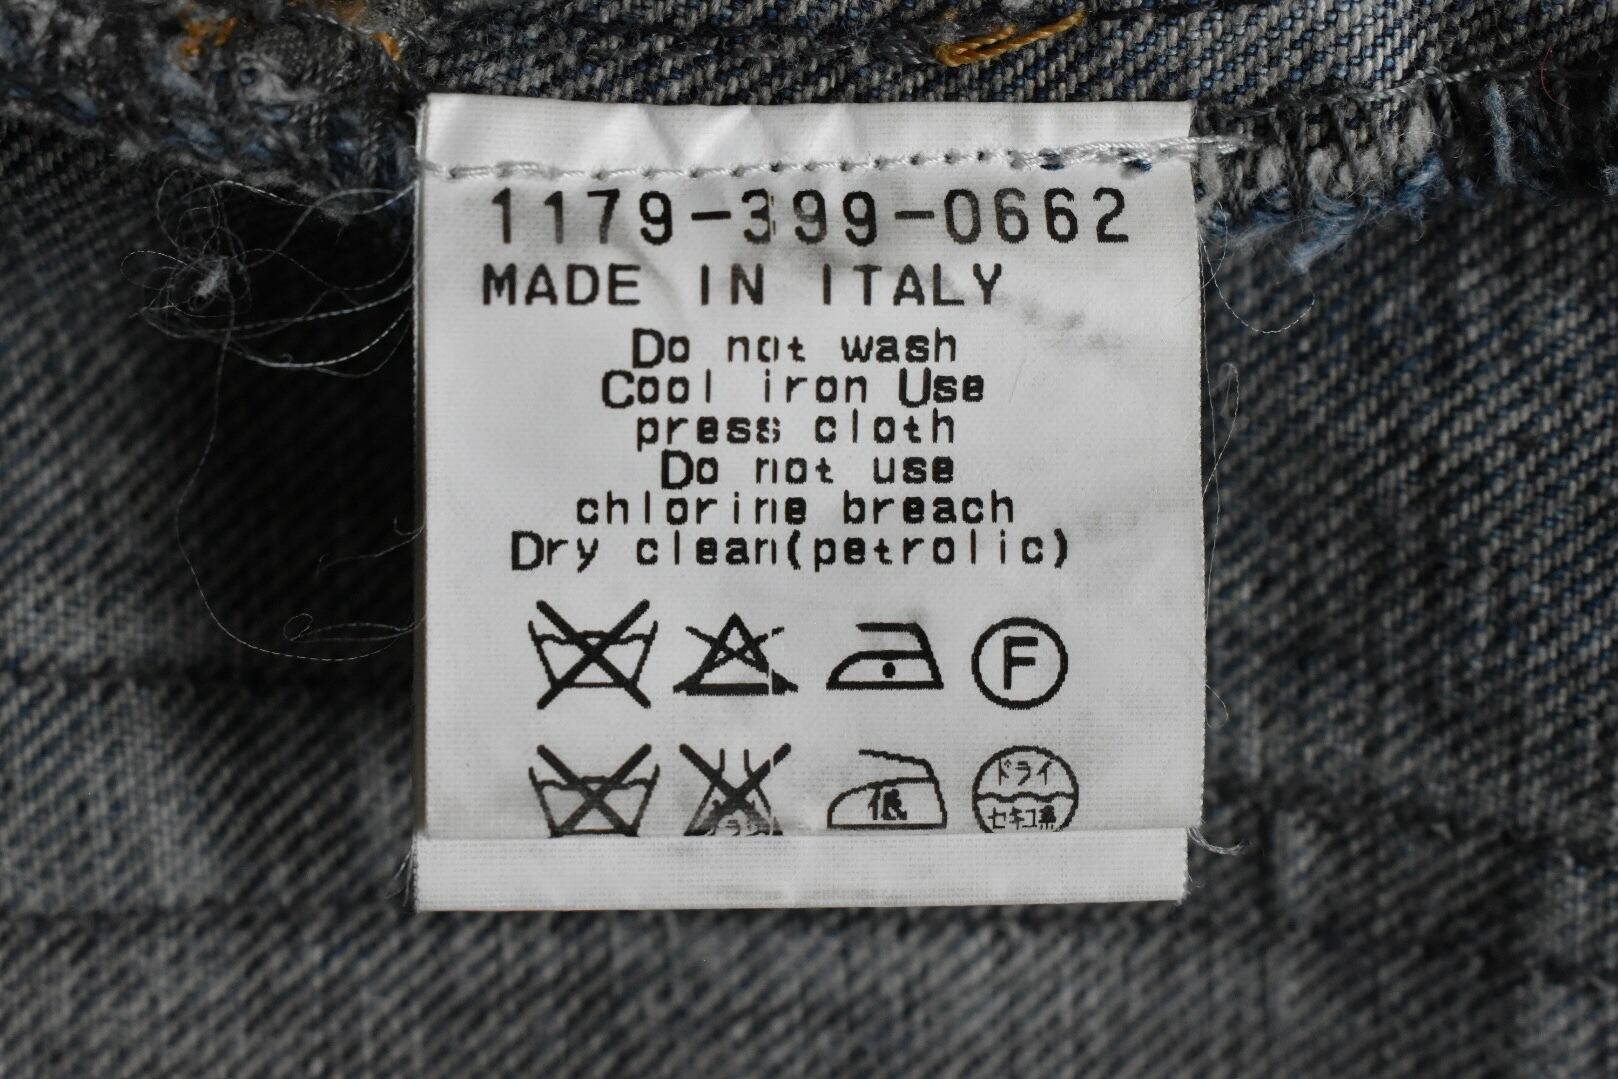 1179-399-0662
MADE IN ITALY
Do not wash
Cool iron Use
press cloth
Do not use
chlorine breach
Dry clean(petrolic)
F
低
ドライ
セキユ系